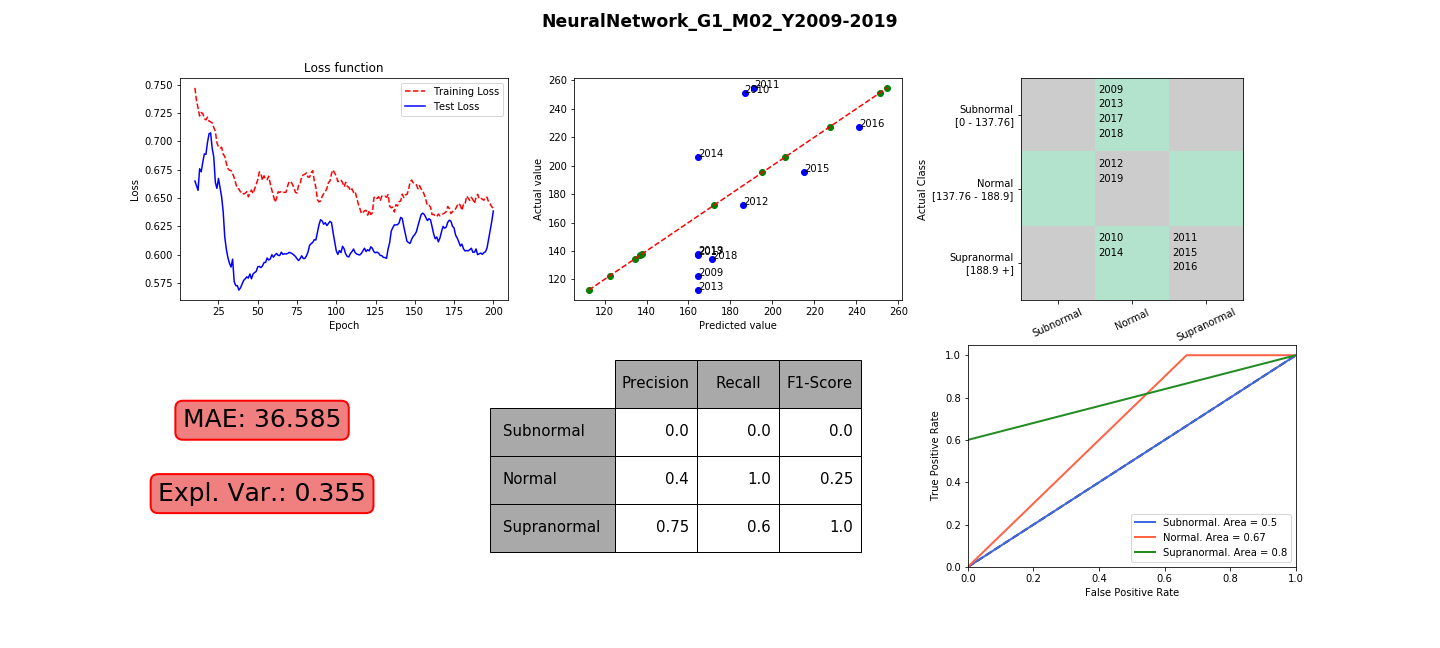 NeuralNetwork_G1_M02_Y2009-2019
Loss function
0.750
0.725
0.700
0.675
0.650
0.625
0.600
0.575
Loss
Training Loss
Test Loss
25 50 75 100 125 150 175 200
Epoch
260
240
220
200
180
160
140
120
Actual value
2011
2010
2016
2014
2015
2012
2018
2009
2013
120 140 160 180 200 220 240 260
Predicted value
Actual Class
Subnormal
[0 - 137.76]
Normal
[137.76 - 188.9]
Supranormal
[188.9 +]
2009
2013
2017
2018
2012
2019
2010
2014
2011
2015
2016
Subnormal Normal Supranormal
MAE: 36.585
Expl. Var.: 0.355
Precision Recall F1-Score
Subnormal 0.0 0.0 0.0
Normal 0.4 1.0 0.25
Supranormal 0.75 0.6 1.0
1.0
0.8
0.6
0.4
0.2
0.0
True Positive Rate
Subnormal. Area = 0.5
Normal. Area = 0.67
Supranormal. Area = 0.8
0.0 0.2 0.4 0.6 0.8 1.0
False Positive Rate